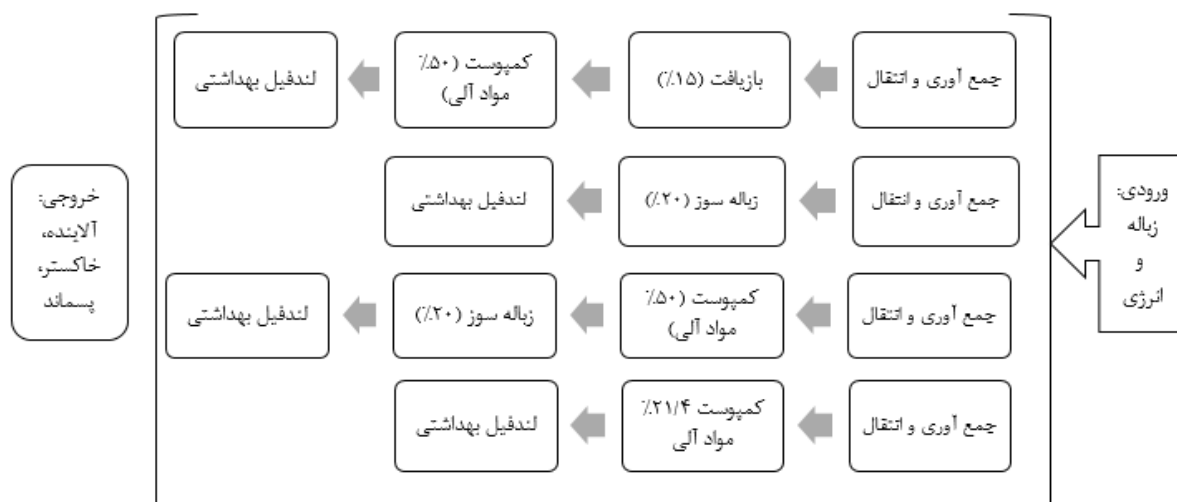 ورودی:
زباله
و
انرژی
جمع آوری و انتقال
بازیافت (۱۵٪)
کمپوست (۵۰٪
مواد آلی)
لندفیل بهداشتی
جمع آوری و انتقال
زباله سوز (۲۰٪)
لندفیل بهداشتی
جمع آوری و انتقال
کمپوست (۵۰٪
مواد آلی)
زباله سوز (۲۰٪)
لندفیل بهداشتی
جمع آوری و انتقال
کمپوست ۲۱/۴٪
مواد آلی
لندفیل بهداشتی
خروجی:
آلاینده،
خاکستر،
پسماند